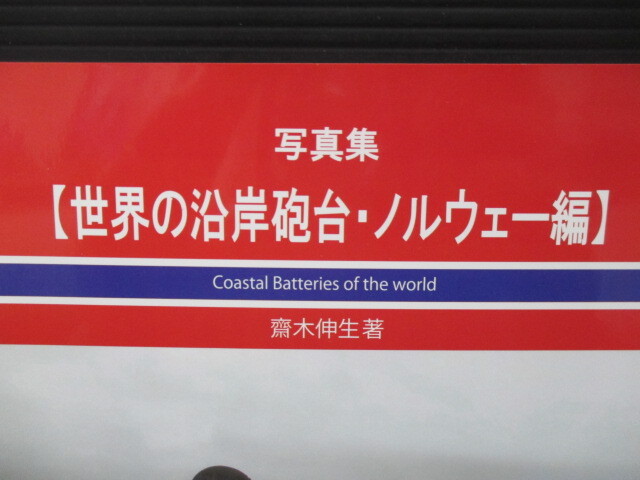 写真集
【世界の沿岸砲台・ノルウェー編】
Coastal Batteries of the world
齋木伸生著